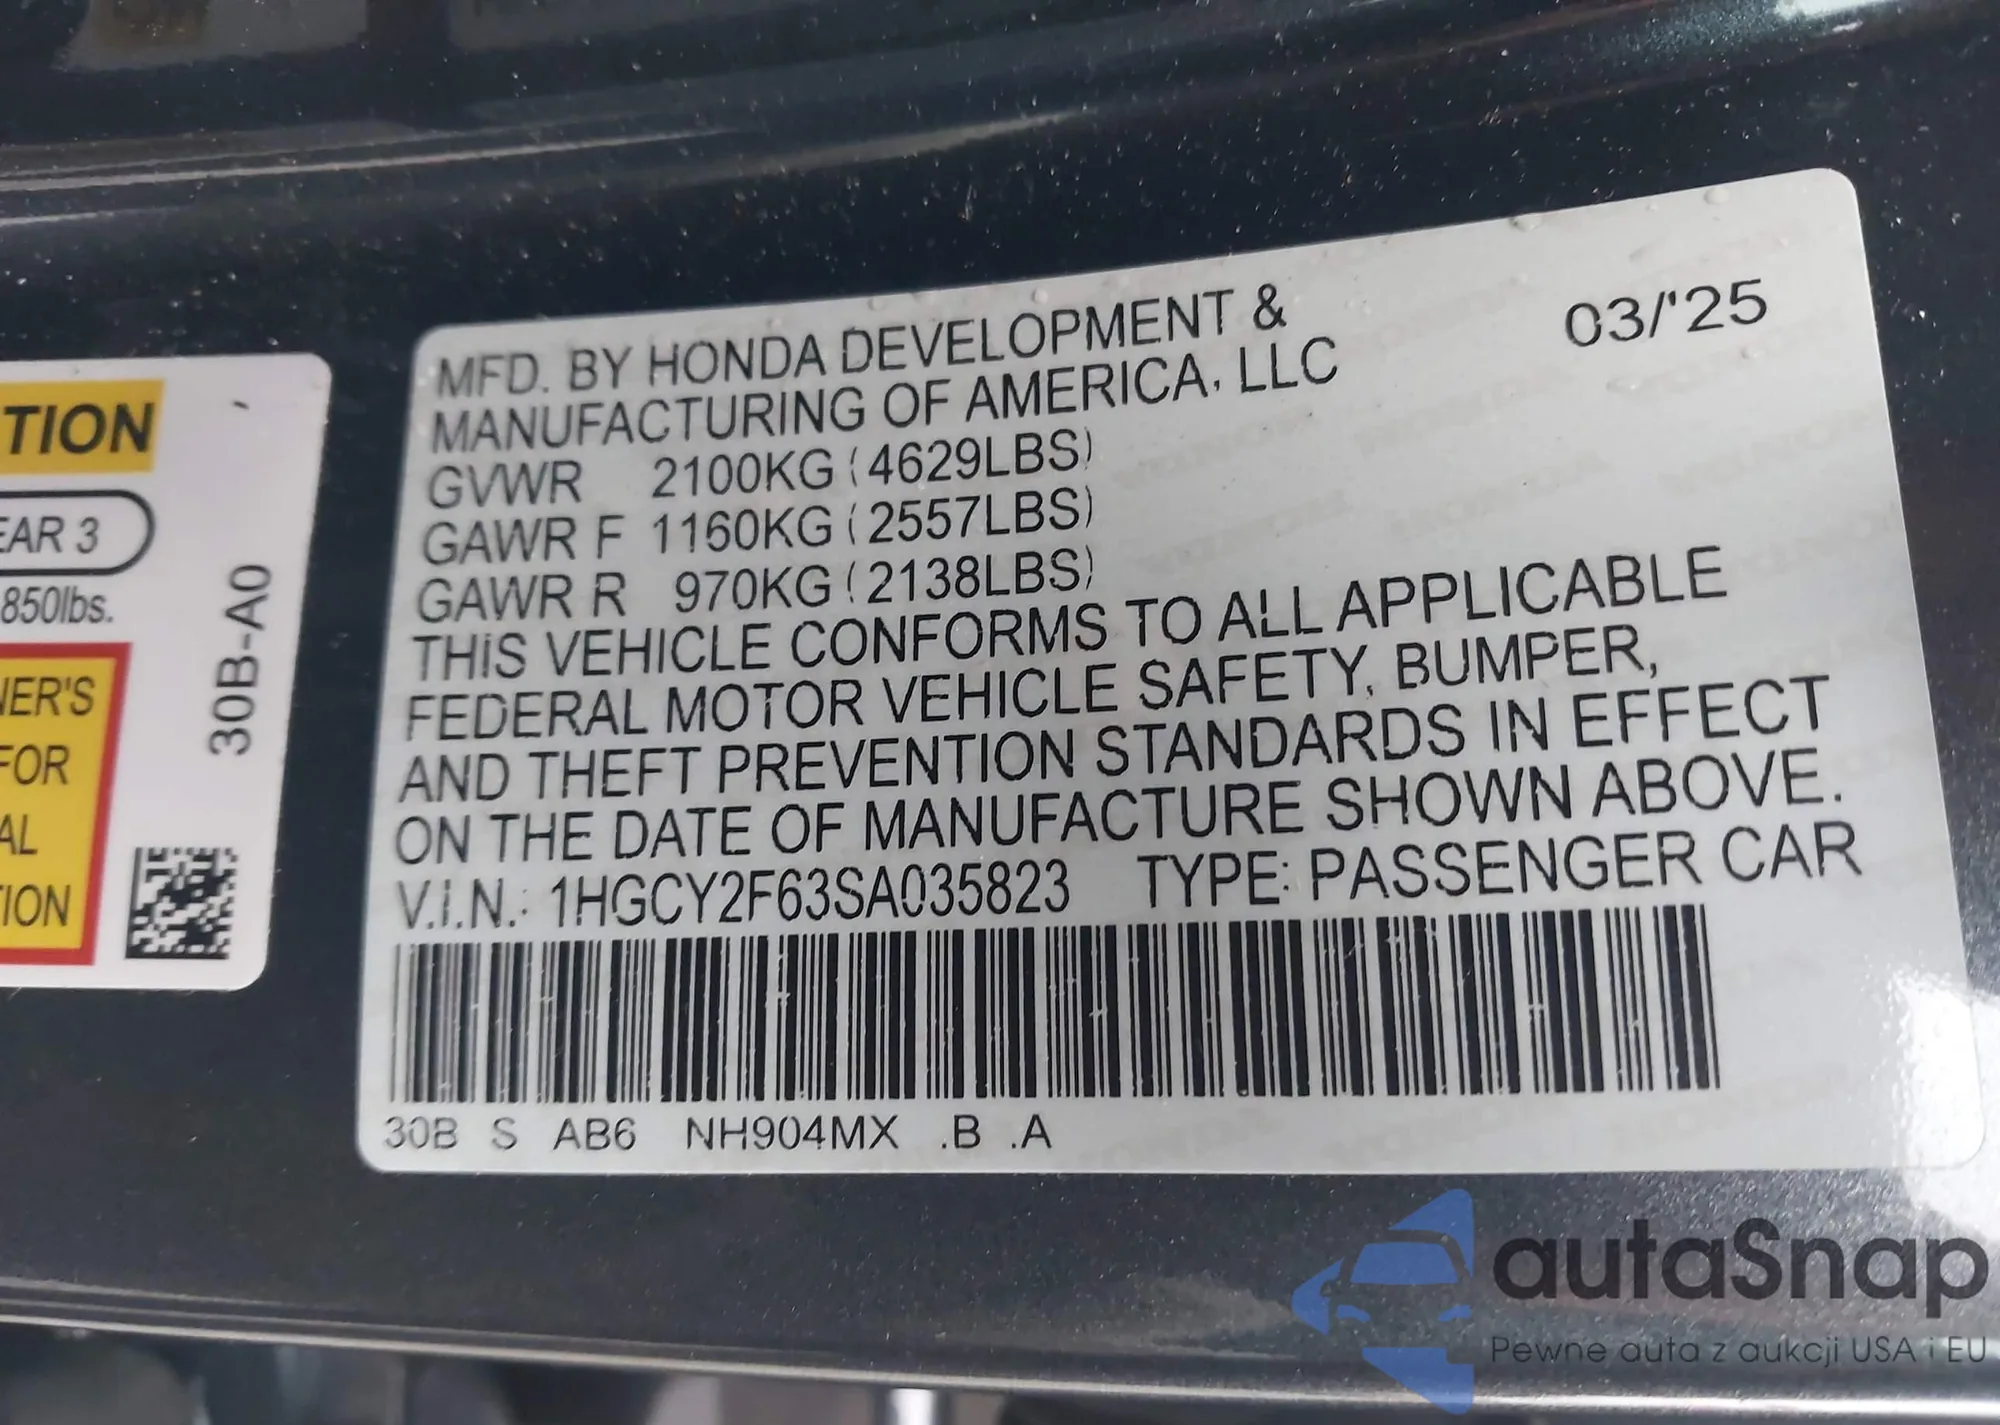 TION
EAR 3
850lbs.
NER'S
FOR
AL
TION
30B-A0
MFD. BY HONDA DEVELOPMENT &
MANUFACTURING OF AMERICA, LLC
03/'25
GVWR 2100KG (4629LBS)
GAWR F 1160KG (2557LBS)
GAWR R 970KG (2138LBS)
THIS VEHICLE CONFORMS TO ALL APPLICABLE
FEDERAL MOTOR VEHICLE SAFETY, BUMPER,
AND THEFT PREVENTION STANDARDS IN EFFECT
ON THE DATE OF MANUFACTURE SHOWN ABOVE.
V.I.N.: 1HGCY2F63SA035823 TYPE: PASSENGER CAR
30B S AB6 NH904MX .B .A
autaSnap
Pewne auta z aukcji USA i EU